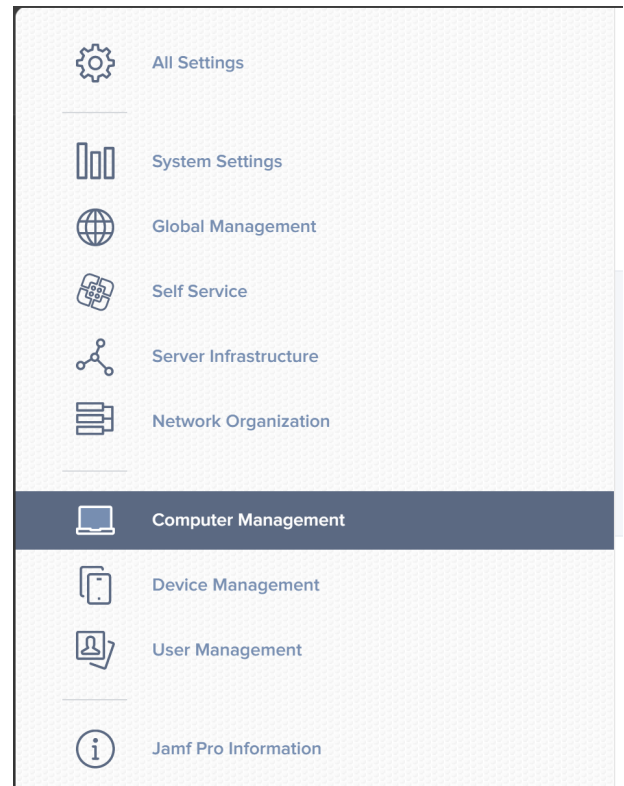 All Settings
System Settings
Global Management
Self Service
Server Infrastructure
Network Organization
Computer Management
Device Management
User Management
Jamf Pro Information